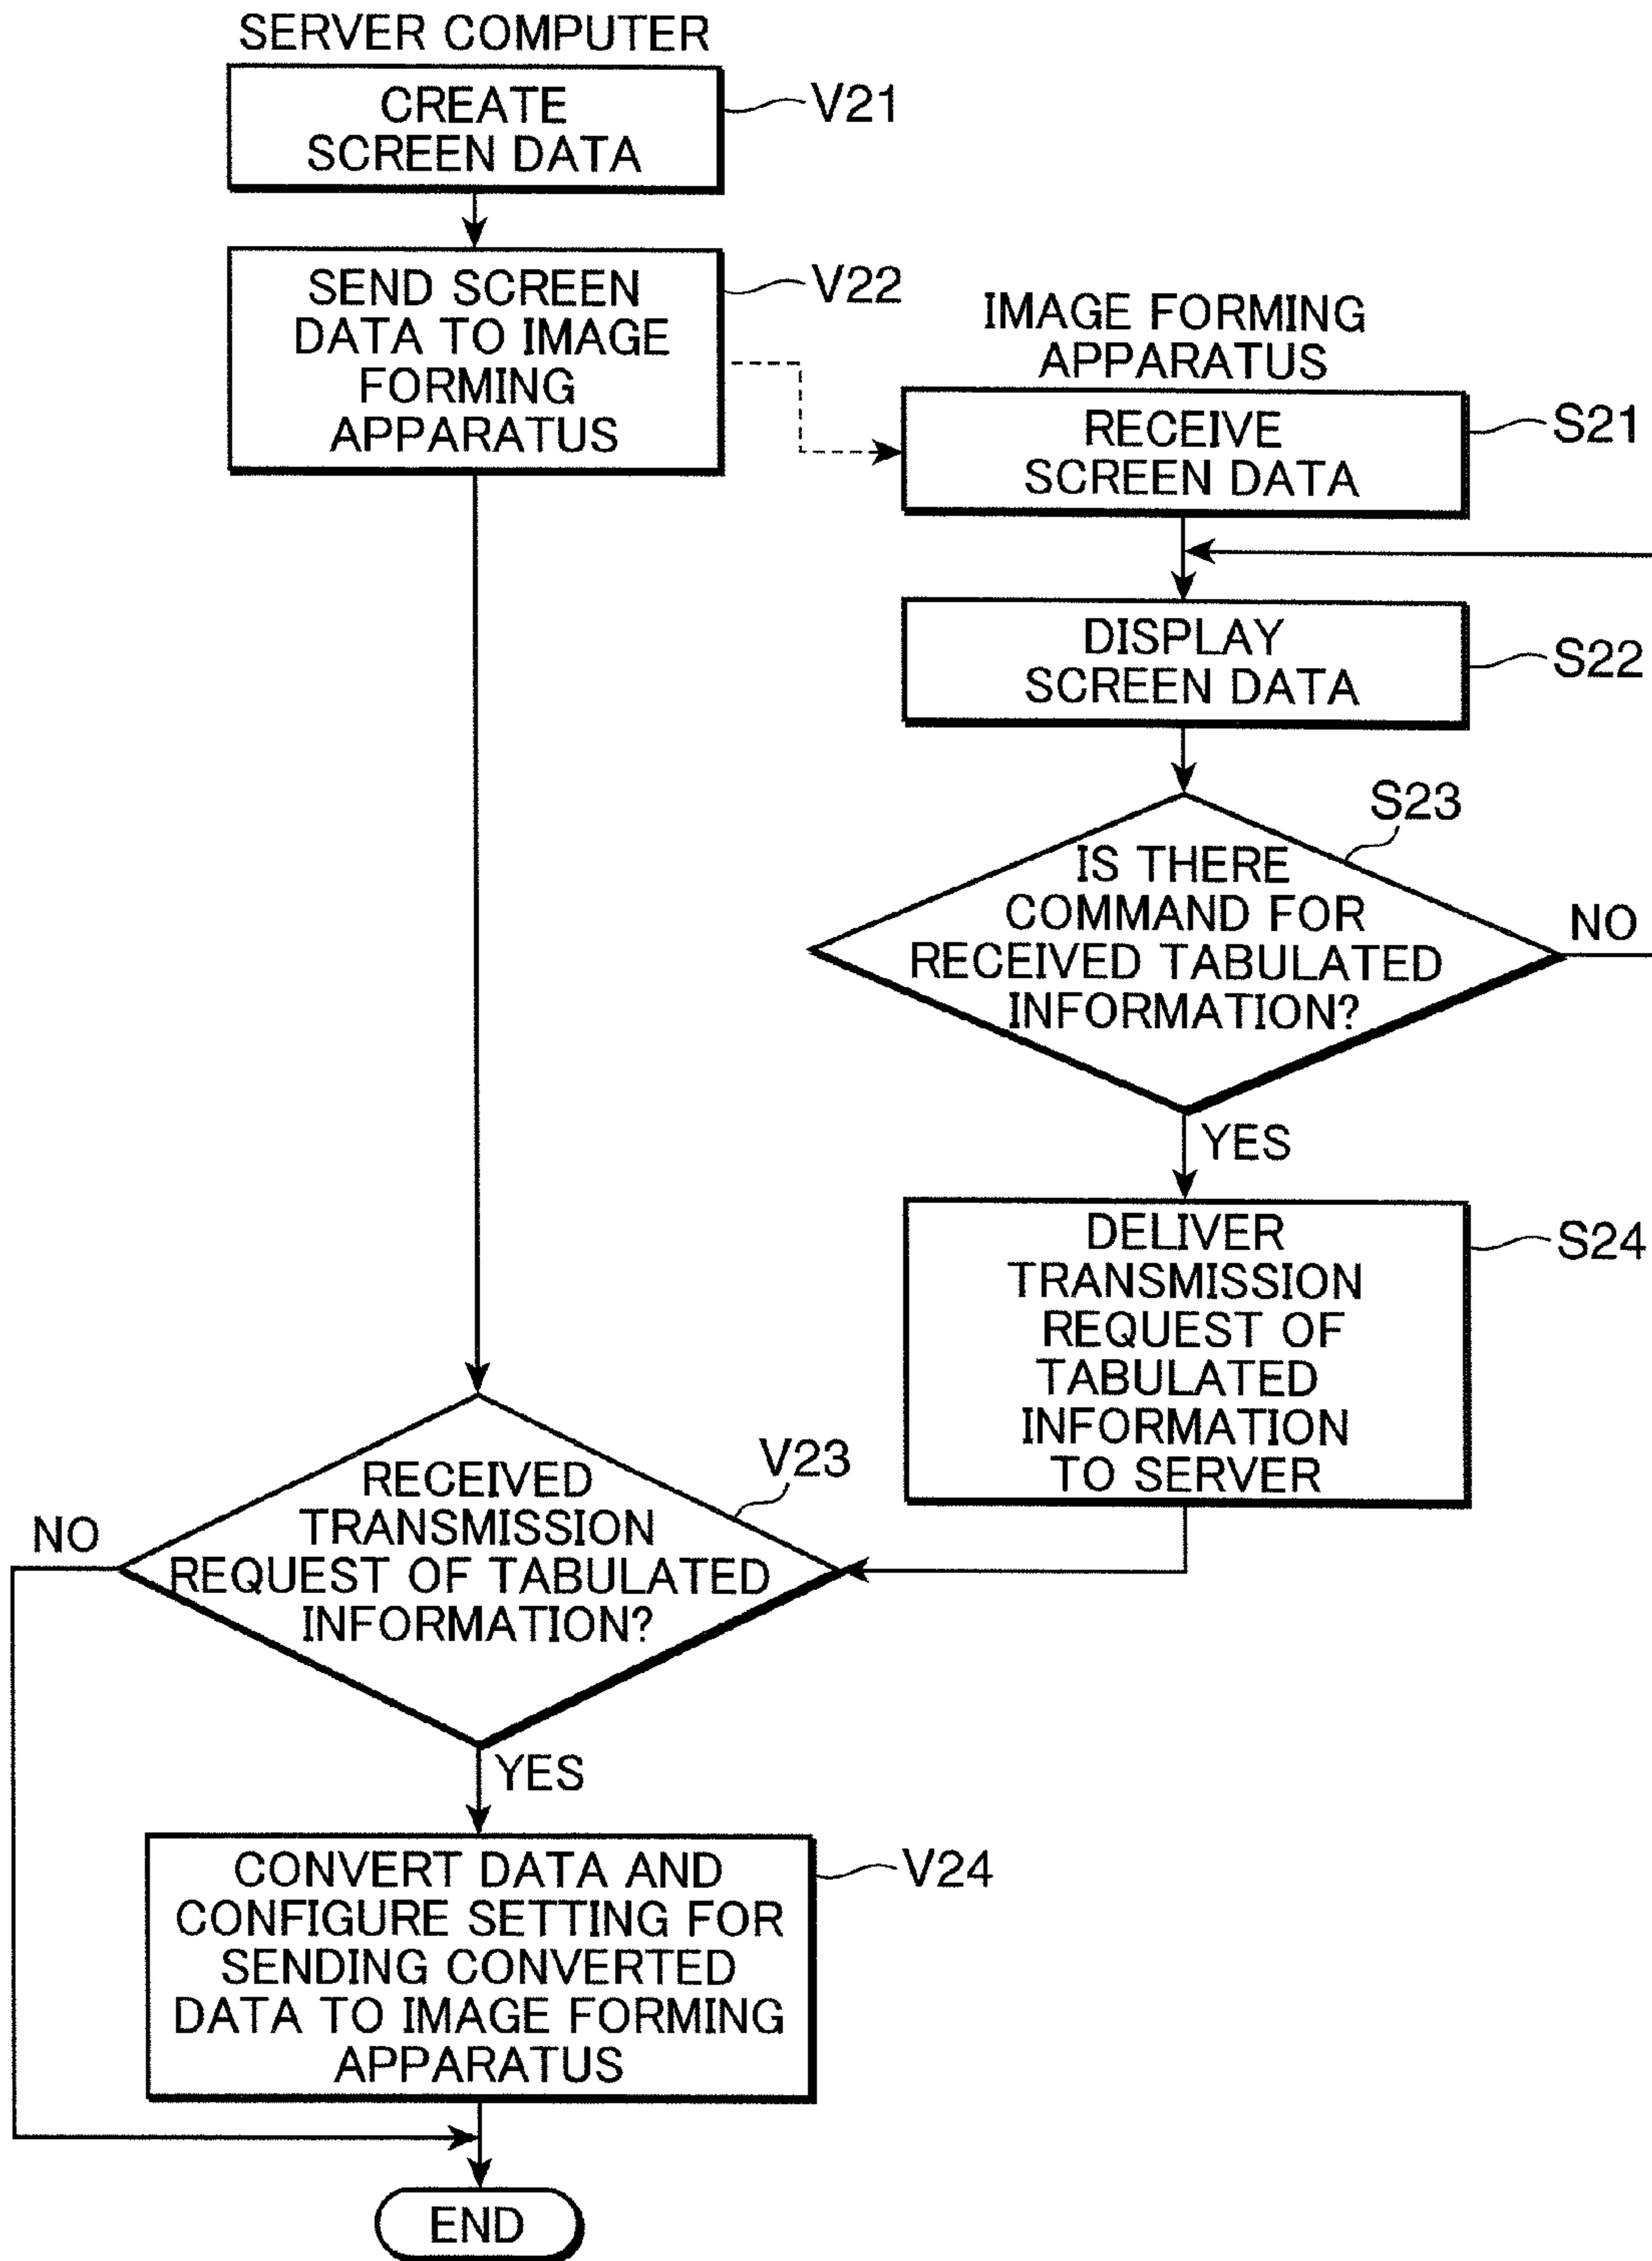 SERVER COMPUTER
CREATE
SCREEN DATA
V21
SEND SCREEN
DATA TO IMAGE
FORMING
APPARATUS
V22
IMAGE FORMING
APPARATUS
RECEIVE
SCREEN DATA
S21
DISPLAY
SCREEN DATA
S22
S23
IS THERE
COMMAND FOR
RECEIVED TABULATED
INFORMATION?
NO
YES
DELIVER
TRANSMISSION
REQUEST OF
TABULATED
INFORMATION
TO SERVER
S24
V23
RECEIVED
TRANSMISSION
REQUEST OF TABULATED
INFORMATION?
NO
YES
CONVERT DATA AND
CONFIGURE SETTING FOR
SENDING CONVERTED
DATA TO IMAGE FORMING
APPARATUS
V24
END